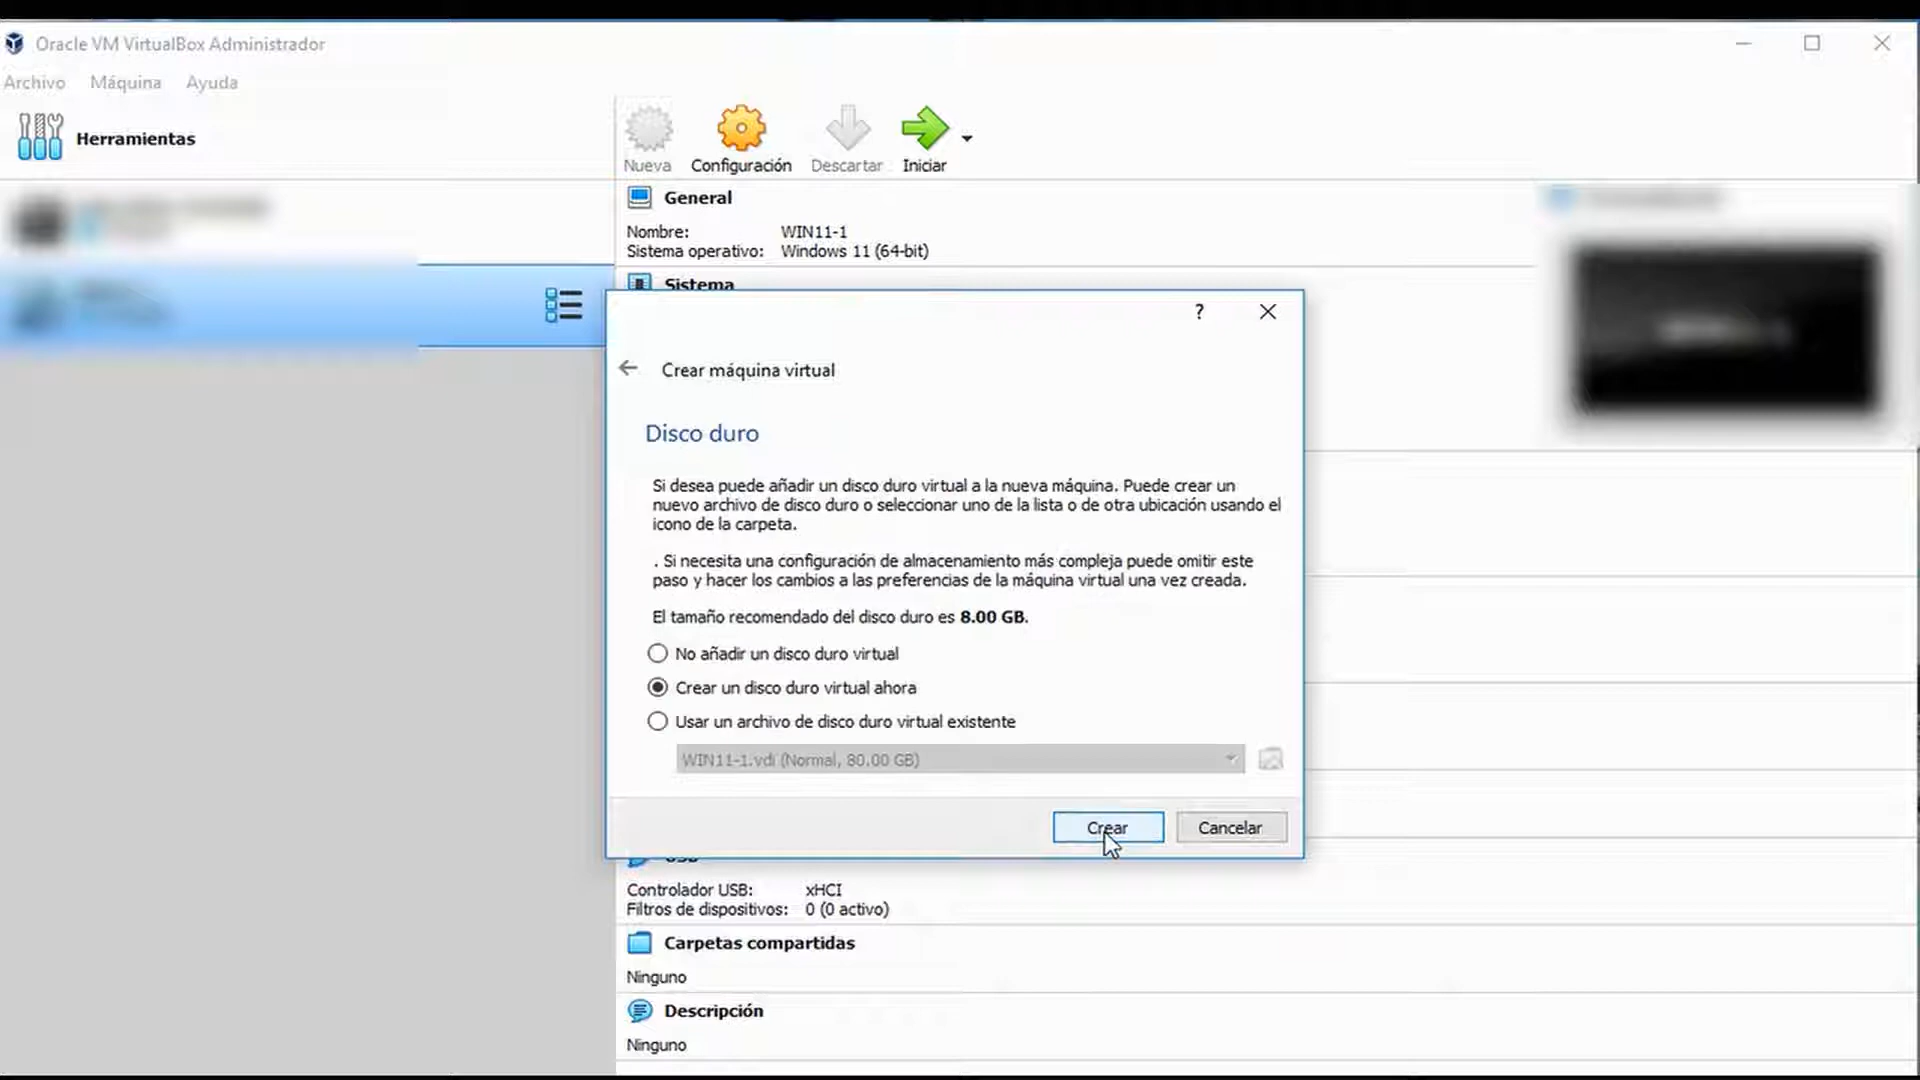 Oracle VM VirtualBox Administrador
Archivo Máquina Ayuda
Herramientas
Nueva Configuración Descartar Iniciar
General
Nombre: WIN11-1
Sistema operativo: Windows 11 (64-bit)
Sistema
?
Crear máquina virtual
Disco duro
Si desea puede añadir un disco duro virtual a la nueva máquina. Puede crear un
nuevo archivo de disco duro o seleccionar uno de la lista o de otra ubicación usando el
icono de la carpeta.
. Si necesita una configuración de almacenamiento más compleja puede omitir este
paso y hacer los cambios a las preferencias de la máquina virtual una vez creada.
El tamaño recomendado del disco duro es 8.00 GB.
No añadir un disco duro virtual
Crear un disco duro virtual ahora
Usar un archivo de disco duro virtual existente
WIN11-1.vdi (Normal, 80.00 GB)
Crear Cancelar
USB
Controlador USB: xHCI
Filtros de dispositivos: 0 (0 activo)
Carpetas compartidas
Ninguno
Descripción
Ninguno